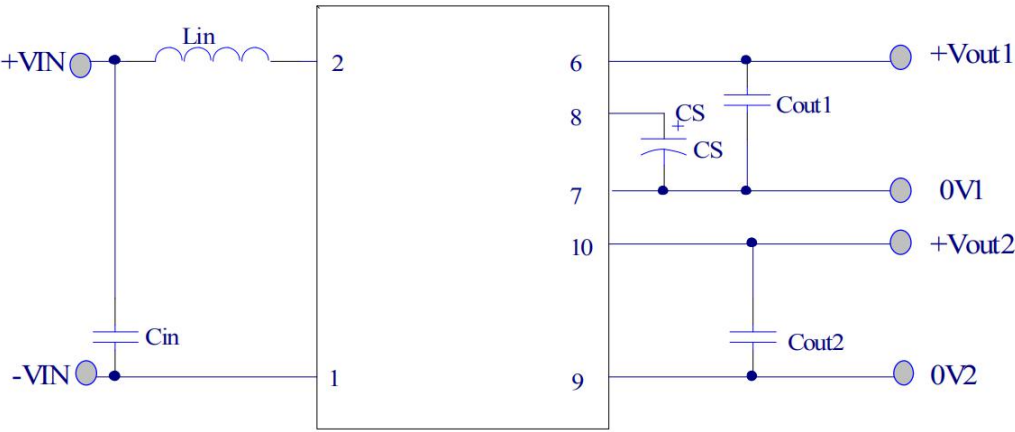 Lin
+VIN
2
6
+Vout1
8
CS
+
Cout1
CS
7
0V1
10
+Vout2
Cin
Cout2
-VIN
1
9
0V2